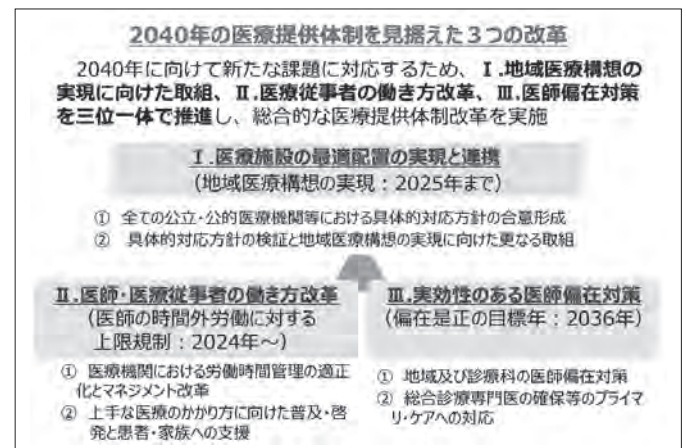 2040年の医療提供体制を見据えた３つの改革
2040年に向けて新たな課題に対応するため、Ⅰ.地域医療構想の
実現に向けた取組、Ⅱ.医療従事者の働き方改革、Ⅲ.医師偏在対策
を三位一体で推進し、総合的な医療提供体制改革を実施
Ⅰ.医療施設の最適配置の実現と連携
（地域医療構想の実現：2025年まで）
① 全ての公立・公的医療機関等における具体的対応方針の合意形成
② 具体的対応方針の検証と地域医療構想の実現に向けた更なる取組
Ⅱ.医師・医療従事者の働き方改革
（医師の時間外労働に対する
上限規制：2024年～）
① 医療機関における労働時間管理の適正
化とマネジメント改革
② 上手な医療のかかり方に向けた普及・啓
発と患者・家族への支援
Ⅲ.実効性のある医師偏在対策
（偏在是正の目標年：2036年）
① 地域及び診療科の医師偏在対策
② 総合診療専門医の確保等のプライマ
リ・ケアへの対応